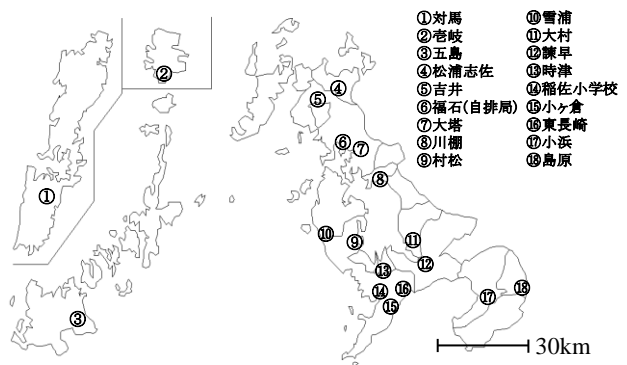 ①対馬
②壱岐
③五島
④松浦志佐
⑤吉井
⑥福石(自排局)
⑦大塔
⑧川棚
⑨村松
⑩雪浦
⑪大村
⑫諫早
⑬時津
⑭稲佐小学校
⑮小ヶ倉
⑯東長崎
⑰小浜
⑱島原
②
④
⑤
⑥
⑦
⑧
①
⑩
⑨
⑪
⑫
⑬
⑭
⑯
⑮
⑰
⑱
③
30km